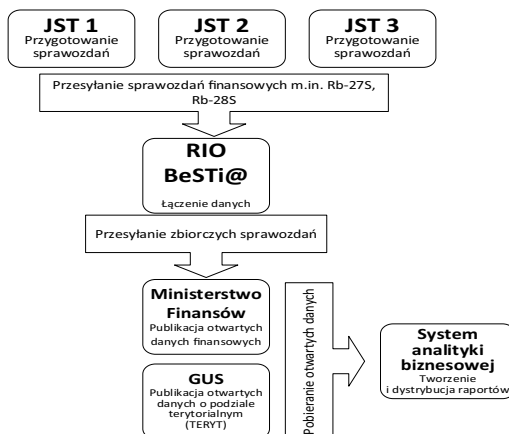 JST 1
Przygotowanie
sprawozdań
JST 2
Przygotowanie
sprawozdań
JST 3
Przygotowanie
sprawozdań
Przesyłanie sprawozdań finansowych m.in. Rb-27S,
Rb-28S
RIO
BeSTi@
Łączenie danych
Przesyłanie zbiorczych sprawozdań
Ministerstwo
Finansów
Publikacja otwartych
danych finansowych
GUS
Publikacja otwartych
danych o podziale
terytorialnym
(TERYT)
Pobieranie otwartych danych
System
analityki
biznesowej
Tworzenie
i dystrybucja raportów